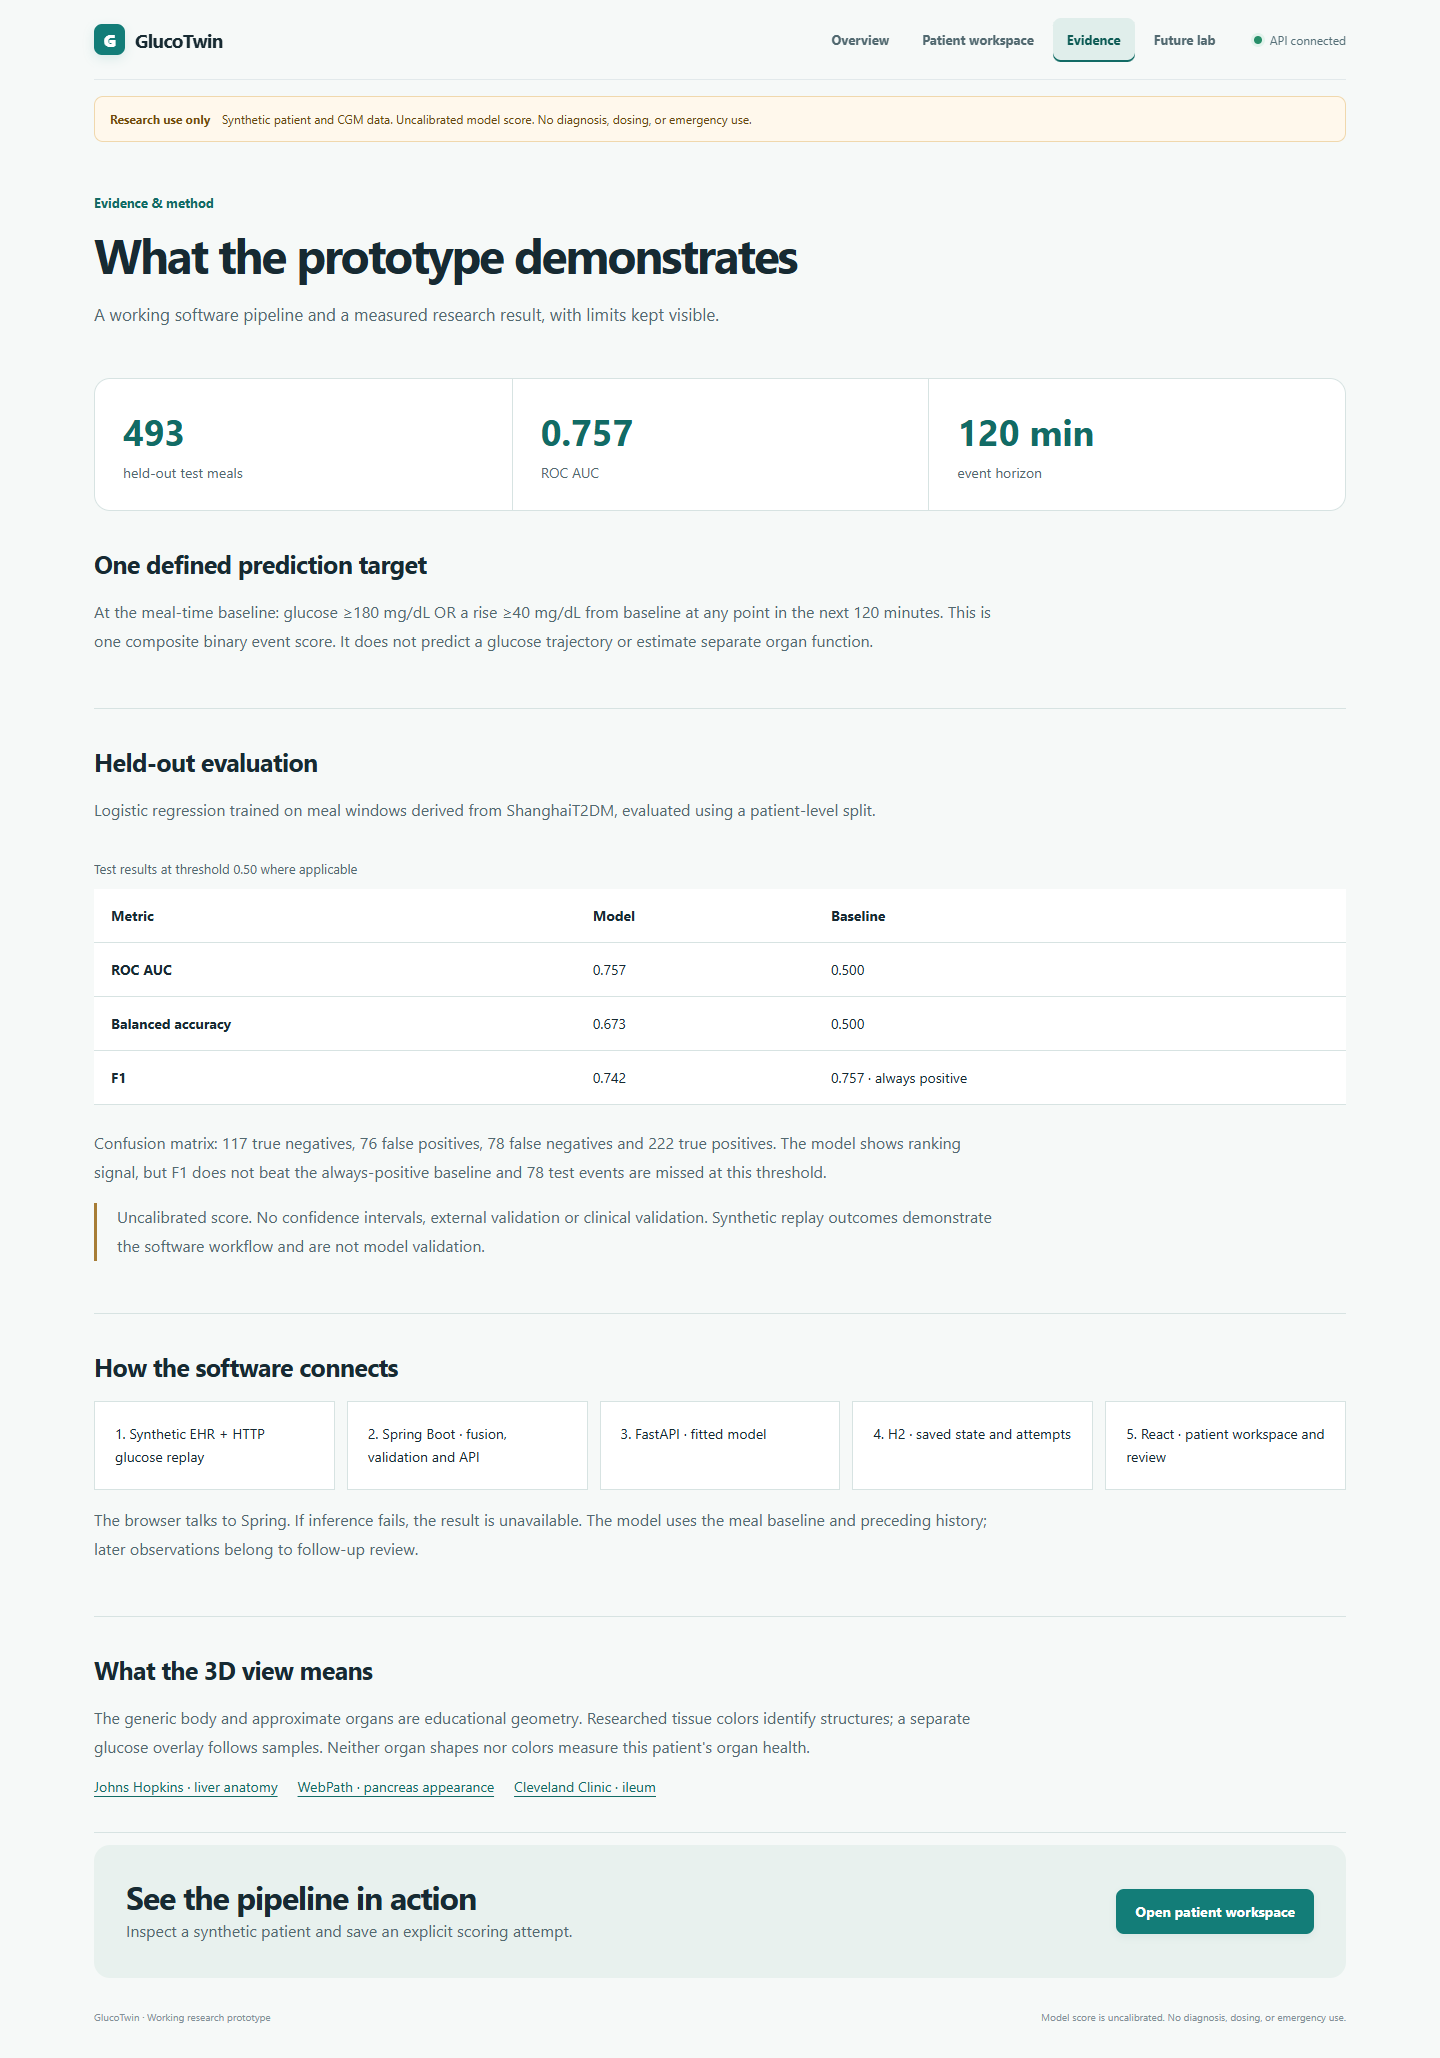 G
GlucoTwin
Overview
Patient workspace
Evidence
Future lab
API connected
Research use only Synthetic patient and CGM data. Uncalibrated model score. No diagnosis, dosing, or emergency use.
Evidence & method
What the prototype demonstrates
A working software pipeline and a measured research result, with limits kept visible.
493
held-out test meals
0.757
ROC AUC
120 min
event horizon
One defined prediction target
At the meal-time baseline: glucose ≥180 mg/dL OR a rise ≥40 mg/dL from baseline at any point in the next 120 minutes. This is
one composite binary event score. It does not predict a glucose trajectory or estimate separate organ function.
Held-out evaluation
Logistic regression trained on meal windows derived from ShanghaiT2DM, evaluated using a patient-level split.
Test results at threshold 0.50 where applicable
Metric Model Baseline
ROC AUC 0.757 0.500
Balanced accuracy 0.673 0.500
F1 0.742 0.757 · always positive
Confusion matrix: 117 true negatives, 76 false positives, 78 false negatives and 222 true positives. The model shows ranking
signal, but F1 does not beat the always-positive baseline and 78 test events are missed at this threshold.
Uncalibrated score. No confidence intervals, external validation or clinical validation. Synthetic replay outcomes demonstrate
the software workflow and are not model validation.
How the software connects
1. Synthetic EHR + HTTP
glucose replay
2. Spring Boot · fusion,
validation and API
3. FastAPI · fitted model
4. H2 · saved state and attempts
5. React · patient workspace and
review
The browser talks to Spring. If inference fails, the result is unavailable. The model uses the meal baseline and preceding history;
later observations belong to follow-up review.
What the 3D view means
The generic body and approximate organs are educational geometry. Researched tissue colors identify structures; a separate
glucose overlay follows samples. Neither organ shapes nor colors measure this patient's organ health.
Johns Hopkins · liver anatomy
WebPath · pancreas appearance
Cleveland Clinic · ileum
See the pipeline in action
Inspect a synthetic patient and save an explicit scoring attempt.
Open patient workspace
GlucoTwin · Working research prototype
Model score is uncalibrated. No diagnosis, dosing, or emergency use.